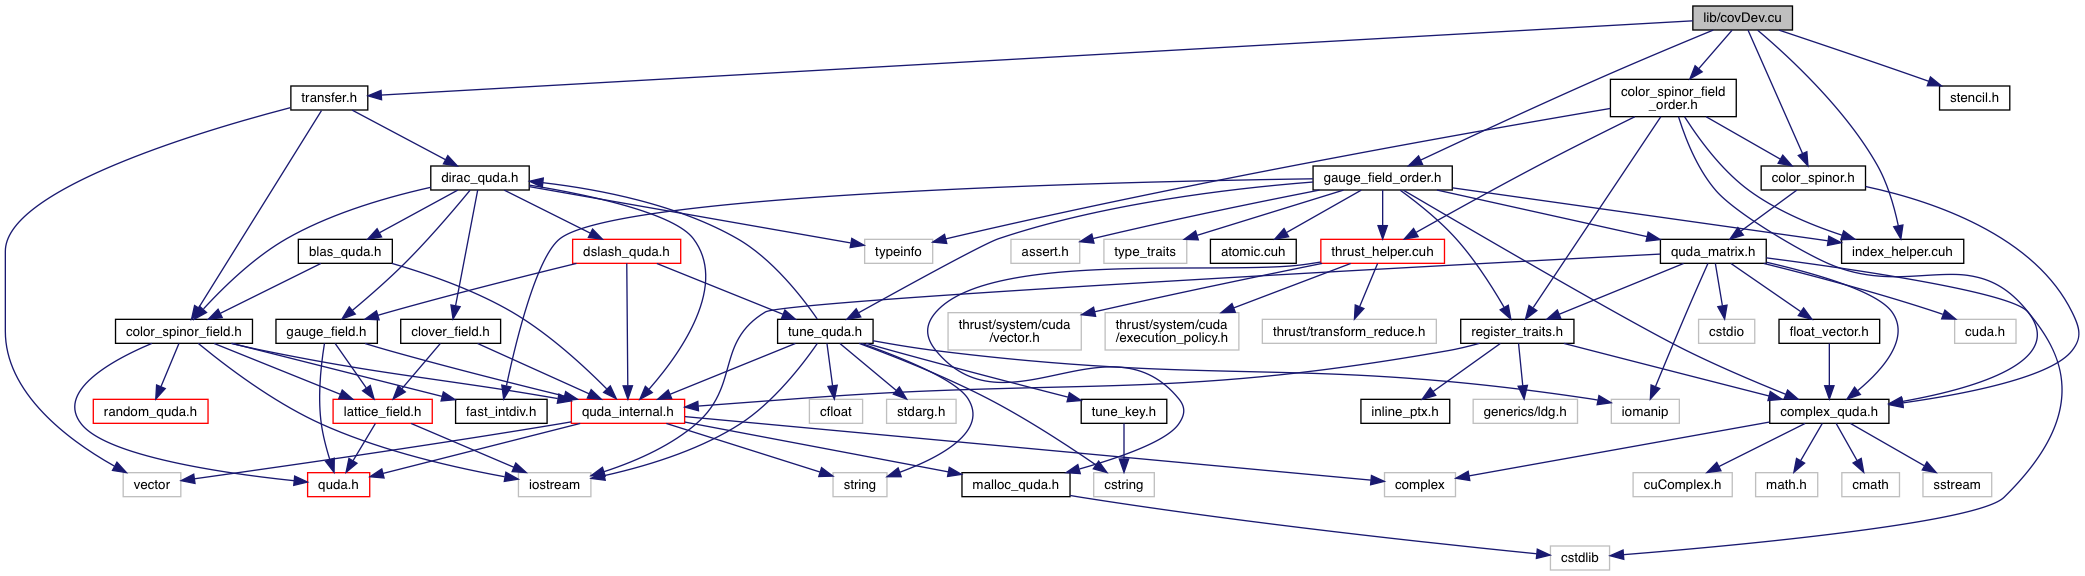 lib/covDev.cu
transfer.h
color_spinor_field
_order.h
stencil.h
dirac_quda.h
gauge_field_order.h
color_spinor.h
blas_quda.h
dslash_quda.h
typeinfo
assert.h
type_traits
atomic.cuh
thrust_helper.cuh
quda_matrix.h
index_helper.cuh
color_spinor_field.h
gauge_field.h
clover_field.h
tune_quda.h
thrust/system/cuda
/vector.h
thrust/system/cuda
/execution_policy.h
thrust/transform_reduce.h
register_traits.h
cstdio
float_vector.h
cuda.h
random_quda.h
lattice_field.h
fast_intdiv.h
quda_internal.h
cfloat
stdarg.h
tune_key.h
inline_ptx.h
generics/ldg.h
iomanip
complex_quda.h
vector
quda.h
iostream
string
malloc_quda.h
cstring
complex
cuComplex.h
math.h
cmath
sstream
cstdlib